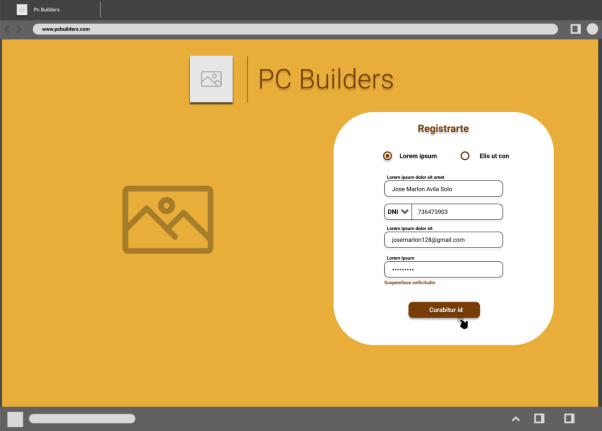 Pc Builders
www.pcbuilders.com
PC Builders
Registrarte
Lorem ipsum Elis ut con
Lorem ipsum dolor sit amet
Jose Marlon Avila Solo
DNI 736473903
Lorem ipsum dolor sit
josemarlon128@gmail.com
Lorem ipsum
•••••••••
Suspendisse sollicitudin
Curabitur id